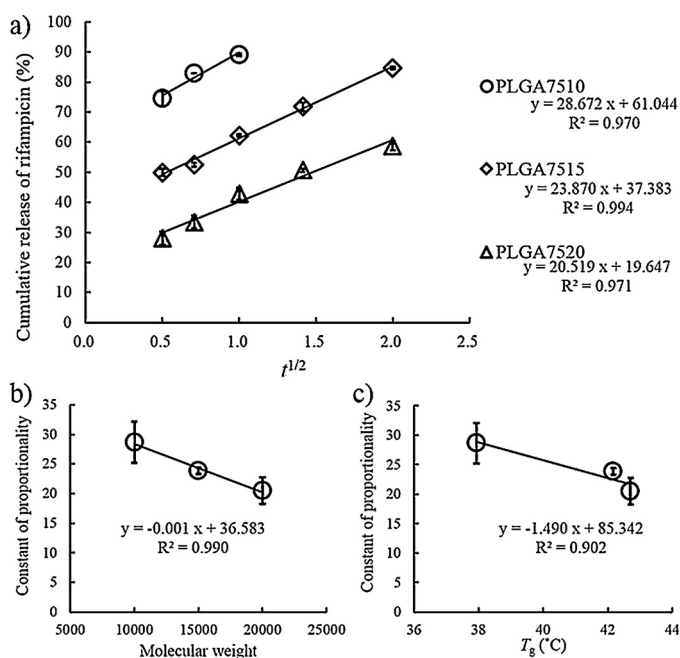 a)
100
90
80
70
60
50
40
30
20
10
0
Cumulative release of rifampicin (%)
0.0 0.5 1.0 1.5 2.0 2.5
t1/2
PLGA7510
y = 28.672 x + 61.044
R² = 0.970
PLGA7515
y = 23.870 x + 37.383
R² = 0.994
PLGA7520
y = 20.519 x + 19.647
R² = 0.971
b)
35
30
25
20
15
10
5
0
Constant of proportionality
y = -0.001 x + 36.583
R² = 0.990
5000 10000 15000 20000 25000
Molecular weight
c)
35
30
25
20
15
10
5
0
Constant of proportionality
y = -1.490 x + 85.342
R² = 0.902
36 38 40 42 44
Tg (˚C)